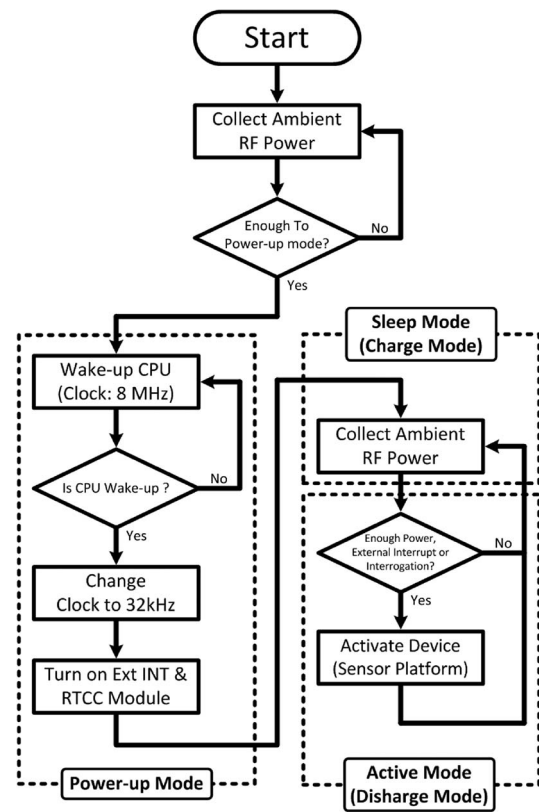 Start
Collect Ambient
RF Power
Enough To
Power-up mode?
No
Yes
Wake-up CPU
(Clock: 8 MHz)
Is CPU Wake-up ?
No
Yes
Change
Clock to 32kHz
Turn on Ext INT &
RTCC Module
Power-up Mode
Sleep Mode
(Charge Mode)
Collect Ambient
RF Power
Enough Power,
External Interrupt or
Interrogation?
No
Yes
Activate Device
(Sensor Platform)
Active Mode
(Disharge Mode)